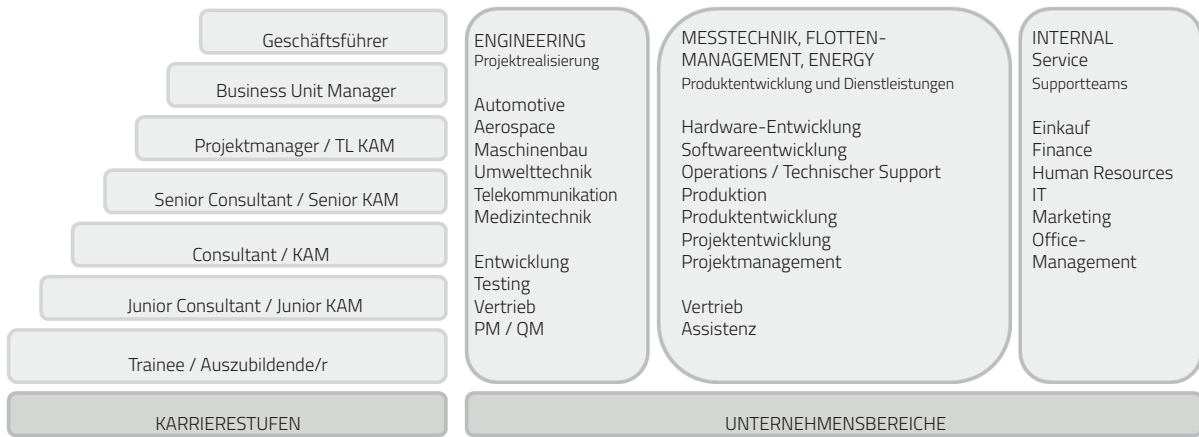 Geschäftsführer
Business Unit Manager
Projektmanager / TL KAM
Senior Consultant / Senior KAM
Consultant / KAM
Junior Consultant / Junior KAM
Trainee / Auszubildende/r
KARRIERESTUFEN
ENGINEERING
Projektrealisierung
Automotive
Aerospace
Maschinenbau
Umwelttechnik
Telekommunikation
Medizintechnik
Entwicklung
Testing
Vertrieb
PM / QM
MESSTECHNIK, FLOTTEN-
MANAGEMENT, ENERGY
Produktentwicklung und Dienstleistungen
Hardware-Entwicklung
Softwareentwicklung
Operations / Technischer Support
Produktion
Produktentwicklung
Projektentwicklung
Projektmanagement
Vertrieb
Assistenz
INTERNAL
Service
Supportteams
Einkauf
Finance
Human Resources
IT
Marketing
Office-
Management
UNTERNEHMENSBEREICHE